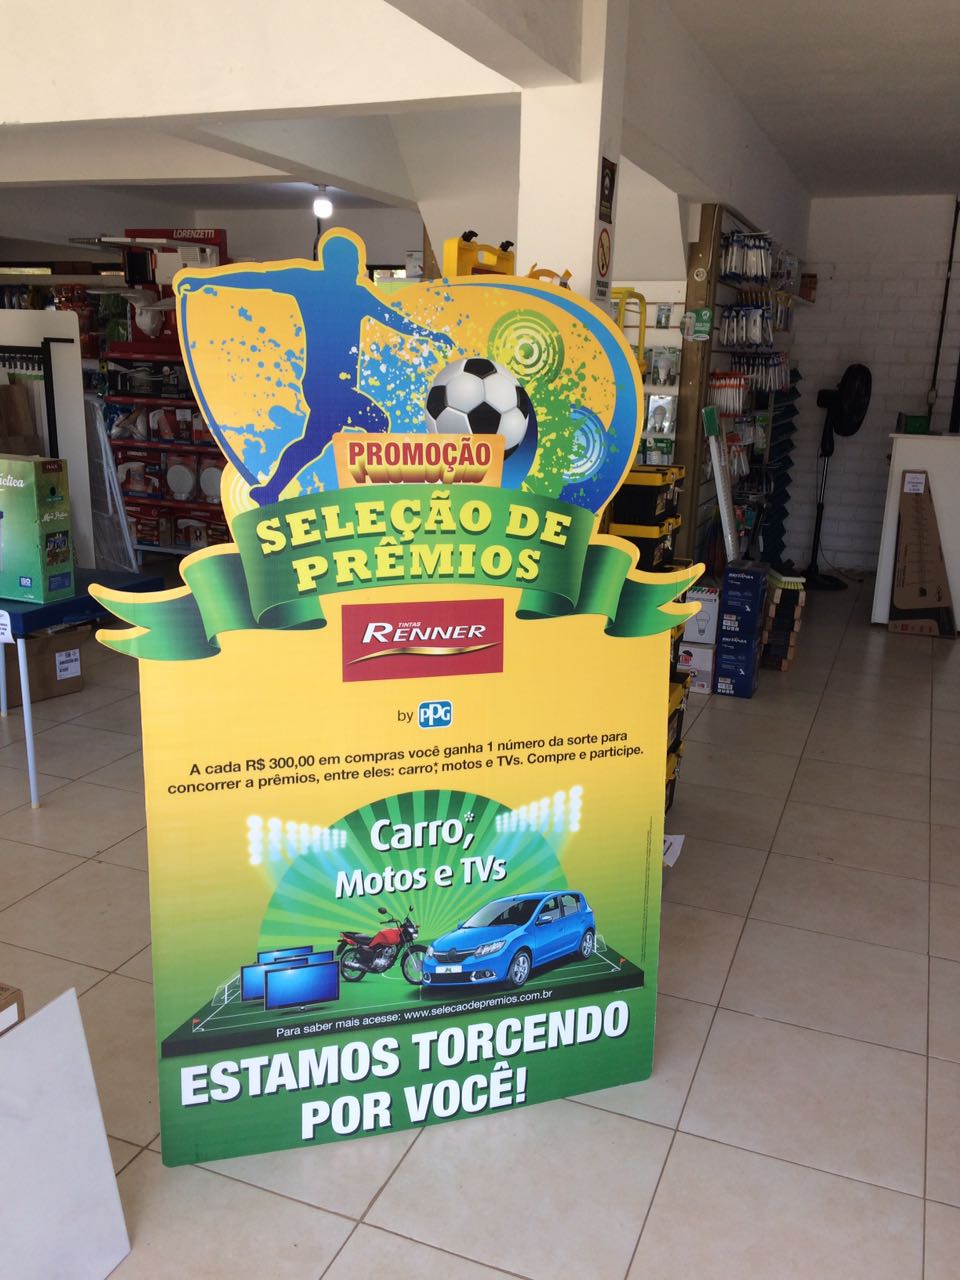 LORENZETTI
PROMOÇÃO
SELEÇÃO DE
PRÊMIOS
TINTAS
RENNER
by PPG
A cada R$ 300,00 em compras você ganha 1 número da sorte para
concorrer a prêmios, entre eles: carro,* motos e TVs. Compre e participe.
Carro,*
Motos e TVs
Para saber mais acesse: www.selecaodepremios.com.br
ESTAMOS TORCENDO
POR VOCÊ!